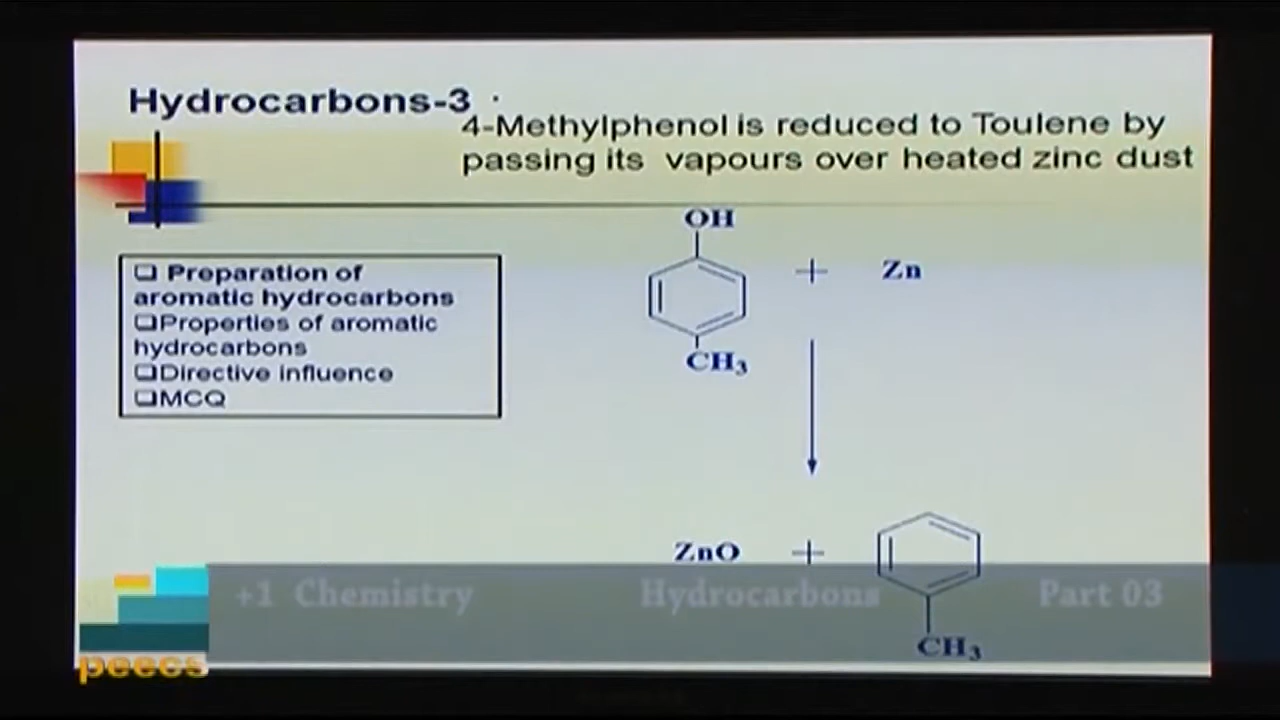 Hydrocarbons-3
4-Methylphenol is reduced to Toulene by
passing its vapours over heated zinc dust
❑ Preparation of
aromatic hydrocarbons
❑Properties of aromatic
hydrocarbons
❑Directive influence
❑MCQ
OH
+ Zn
CH3
ZnO +
CH3
+1 Chemistry Hydrocarbons Part 03
peecs